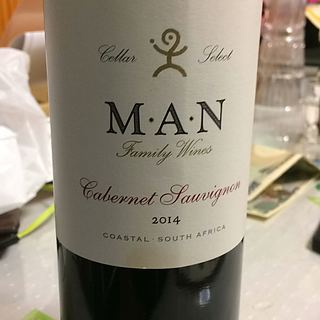 Cellar Select
M·A·N
Family Wines
Cabernet Sauvignon
2014
COASTAL · SOUTH AFRICA